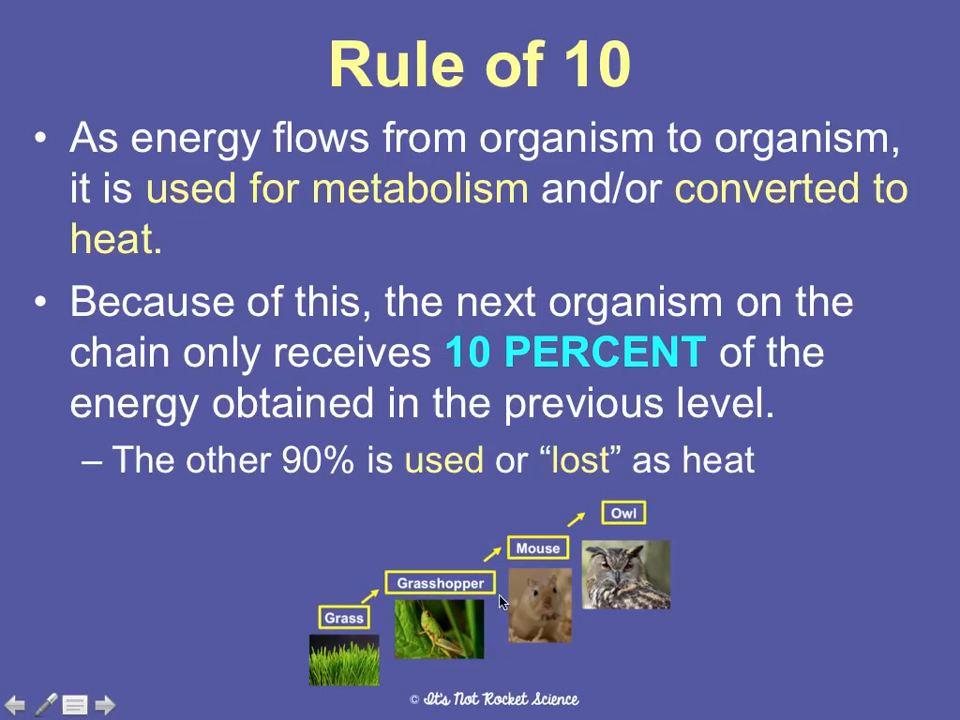 Rule of 10
• As energy flows from organism to organism,
it is used for metabolism and/or converted to
heat.
• Because of this, the next organism on the
chain only receives 10 PERCENT of the
energy obtained in the previous level.
– The other 90% is used or “lost” as heat
Owl
Mouse
Grasshopper
Grass
© It's Not Rocket Science